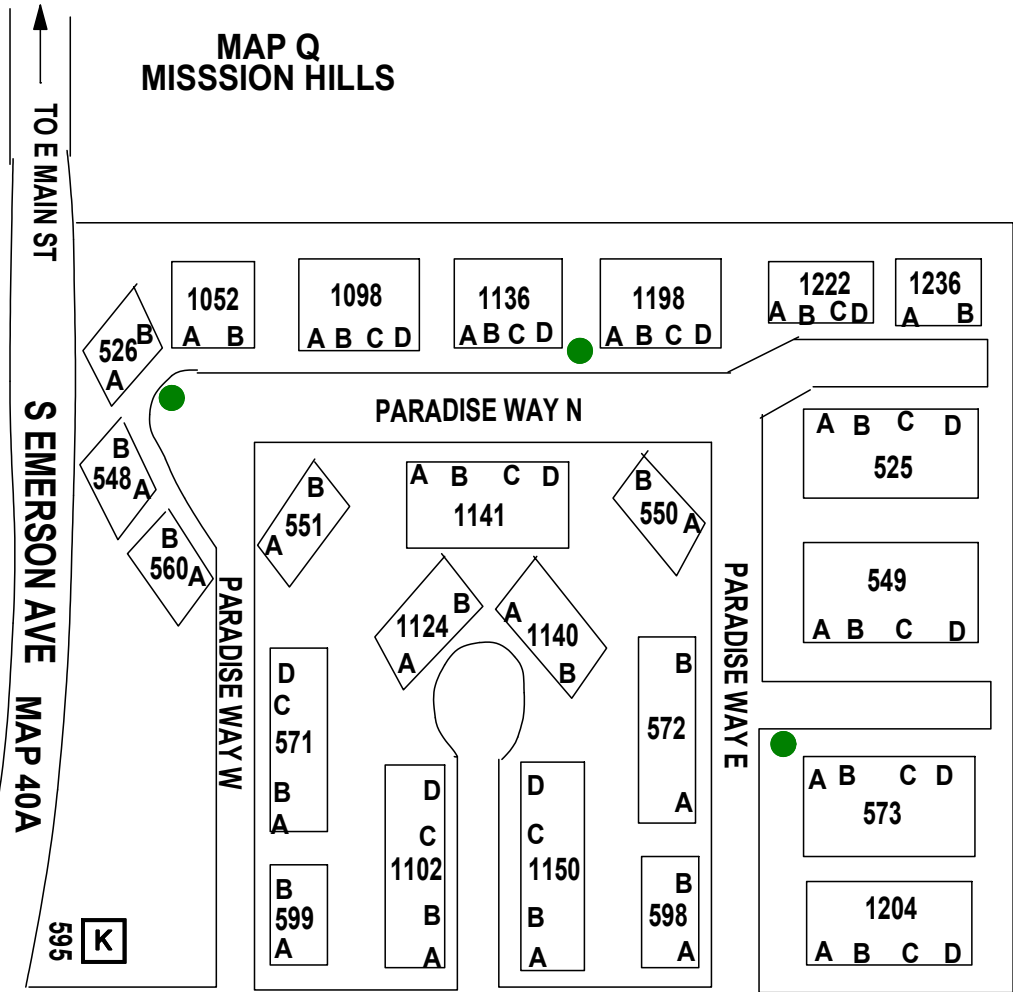 MAP Q
MISSSION HILLS
TO E MAIN ST
S EMERSON AVE MAP 40A
1052
A B
1098
A B C D
1136
A B C D
1198
A B C D
1222
A B C D
1236
A B
526
B
A
PARADISE WAY N
548
B
A
560
B
A
551
B
A
A B C D
1141
550
B
A
A B C D
525
549
A B C D
PARADISE WAY W
1124
B
A
1140
A
B
PARADISE WAY E
D
C
571
B
A
B
572
A
A B C D
573
D
C
1102
B
A
D
C
1150
B
A
B
599
A
B
598
A
1204
A B C D
595
K